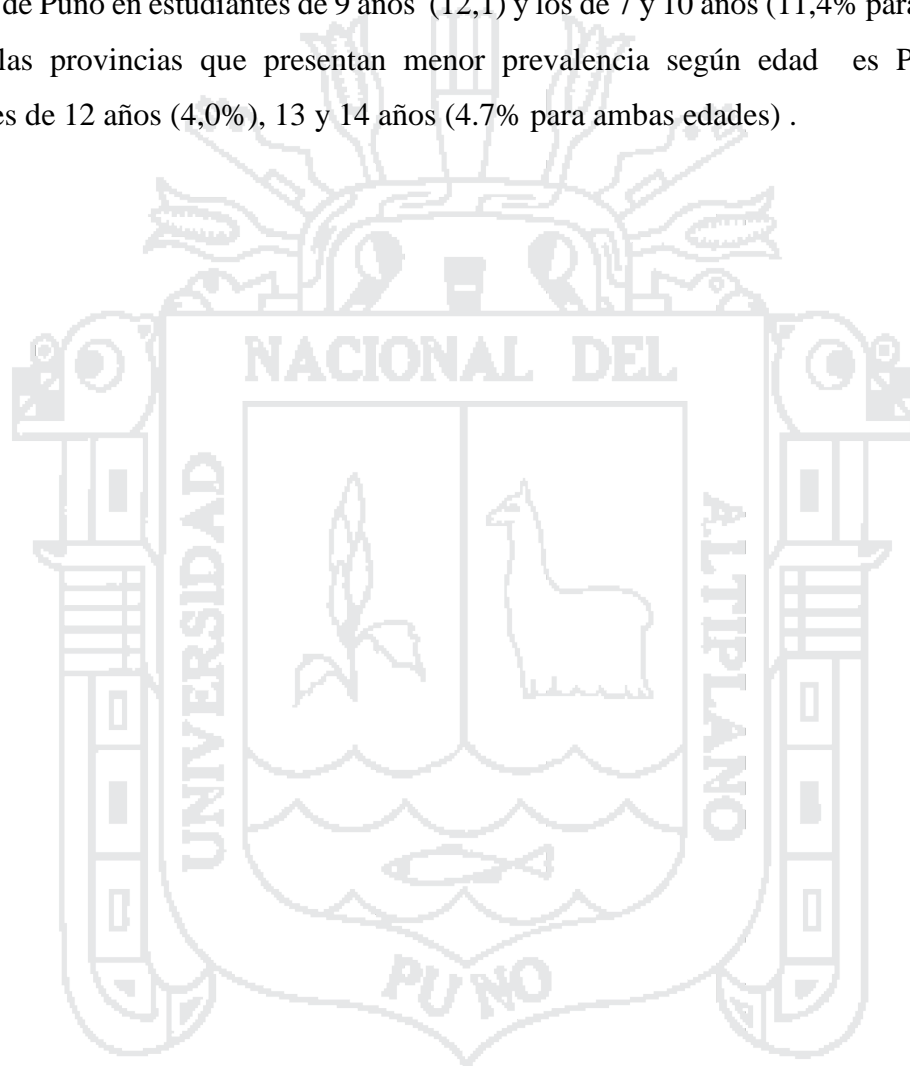 de Puno en estudiantes de 9 años (12,1) y los de 7 y 10 años (11,4% para
las provincias que presentan menor prevalencia según edad es P
es de 12 años (4,0%), 13 y 14 años (4.7% para ambas edades) .
NACIONAL DEL
UNIVERSIDAD
ALTIPLANO
PUNO